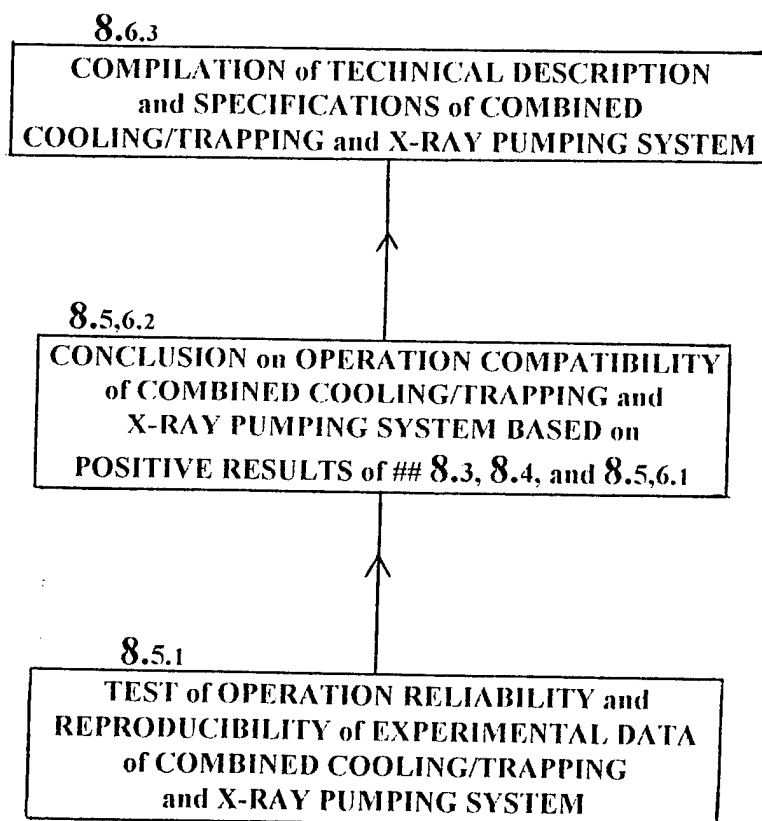 8.6.3
COMPILATION of TECHNICAL DESCRIPTION
and SPECIFICATIONS of COMBINED
COOLING/TRAPPING and X-RAY PUMPING SYSTEM
8.5,6.2
CONCLUSION on OPERATION COMPATIBILITY
of COMBINED COOLING/TRAPPING and
X-RAY PUMPING SYSTEM BASED on
POSITIVE RESULTS of ## 8.3, 8.4, and 8.5,6.1
8.5.1
TEST of OPERATION RELIABILITY and
REPRODUCIBILITY of EXPERIMENTAL DATA
of COMBINED COOLING/TRAPPING
and X-RAY PUMPING SYSTEM